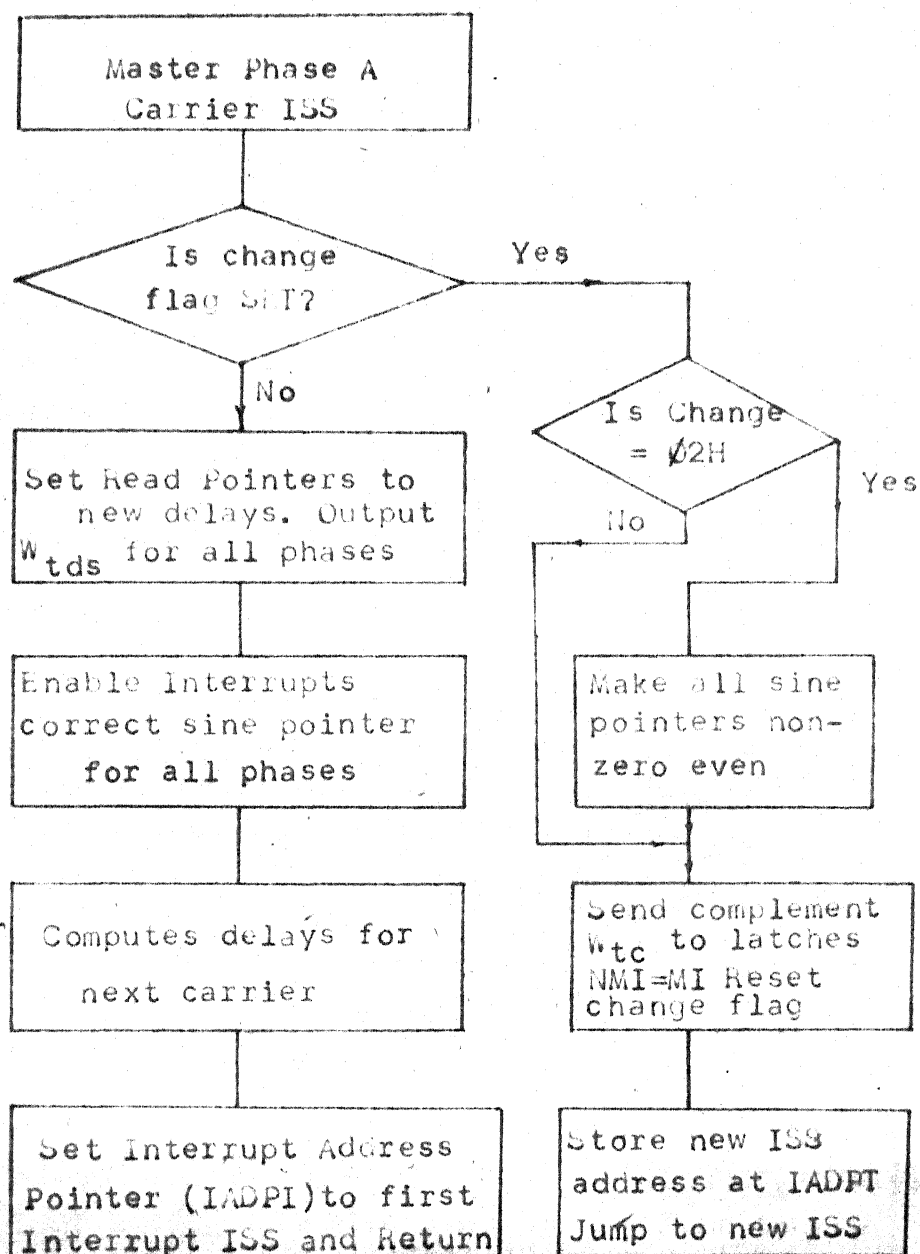 Master Phase A
Carrier ISS
Is change
flag SET?
Yes
No
Is Change
= Ø2H
Yes
No
Set Read Pointers to
new delays. Output
W_tds for all phases
Enable Interrupts
correct sine pointer
for all phases
Make all sine
pointers non-
zero even
Computes delays for
next carrier
Send complement
W_tc to latches
NMI=MI Reset
change flag
Set Interrupt Address
Pointer (IADPI) to first
Interrupt ISS and Return
Store new ISS
address at IADPT
Jump to new ISS